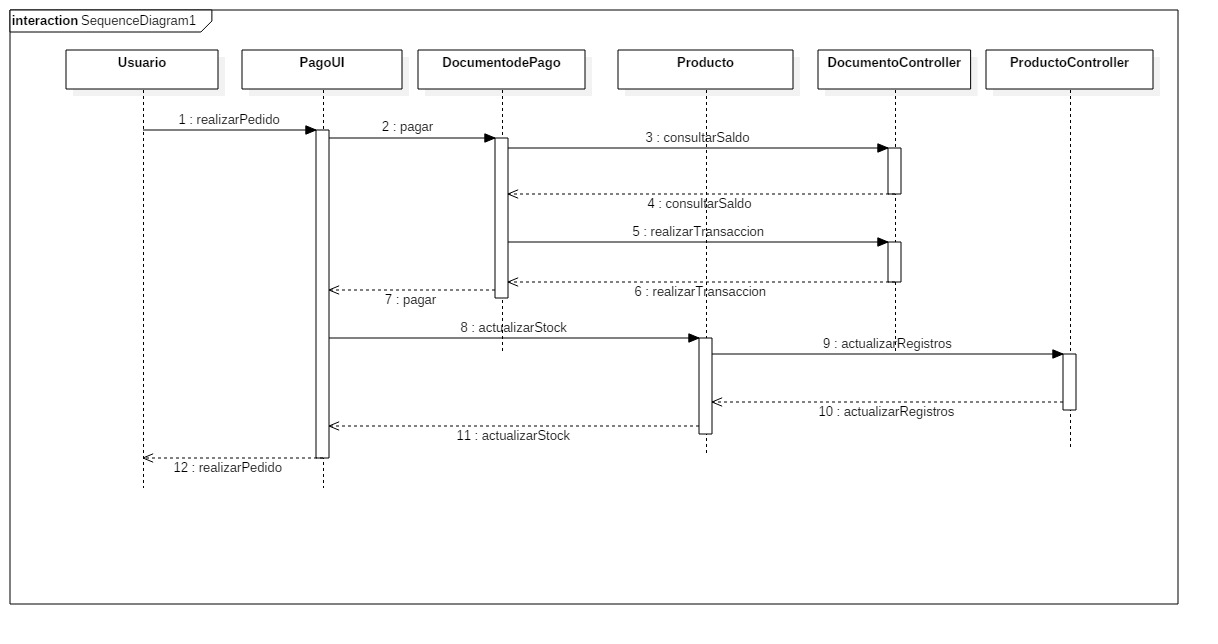 interaction SequenceDiagram1
Usuario
PagoUI
DocumentodePago
Producto
DocumentoController
ProductoController
1 : realizarPedido
2 : pagar
3 : consultarSaldo
4 : consultarSaldo
5 : realizarTransaccion
6 : realizarTransaccion
7 : pagar
8 : actualizarStock
9 : actualizarRegistros
10 : actualizarRegistros
11 : actualizarStock
12 : realizarPedido